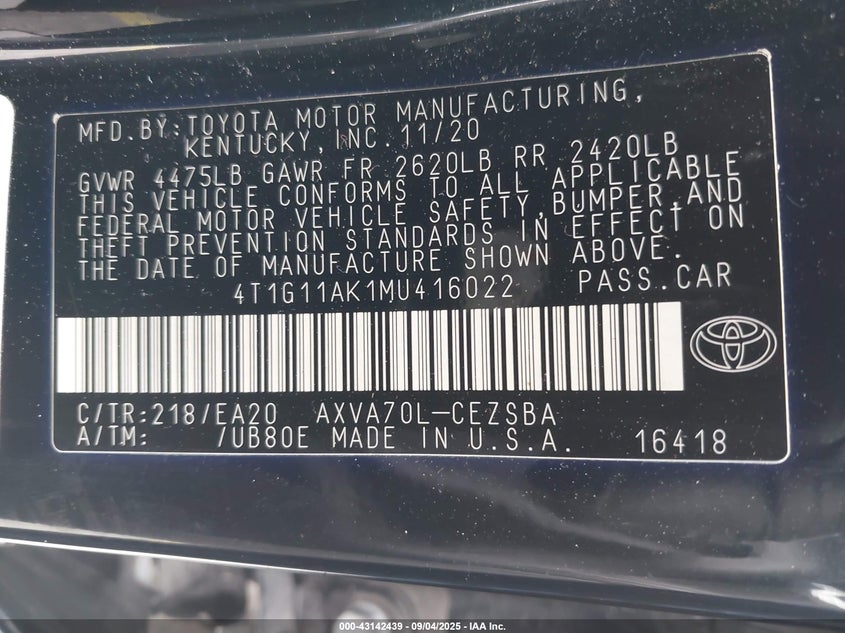 MFD.BY:TOYOTA MOTOR MANUFACTURING,
KENTUCKY,INC.11/20
GVWR 4475LB GAWR FR 2620LB RR 2420LB
THIS VEHICLE CONFORMS TO ALL APPLICABLE
FEDERAL MOTOR VEHICLE SAFETY,BUMPER,AND
THEFT PREVENTION STANDARDS IN EFFECT ON
THE DATE OF MANUFACTURE SHOWN ABOVE.
4T1G11AK1MU416022 PASS.CAR
C/TR:218/EA20 AXVA70L-CEZSBA
A/TM: /UB80E MADE IN U.S.A. 16418
000-43142439 - 09/04/2025 - IAA Inc.